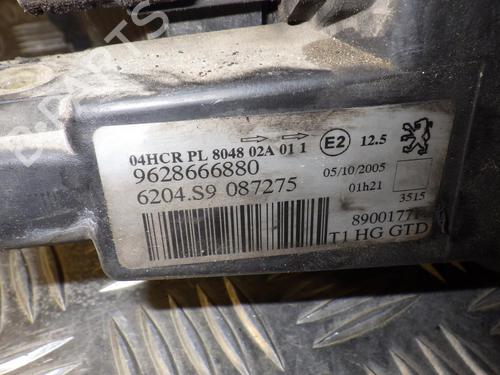 04HCR PL 8048 02A 01 1 E2 12.5
9628666880 05/10/2005
6204.S9 087275 01h21
3515
8900177
T1 HG GTD
B-PARTS